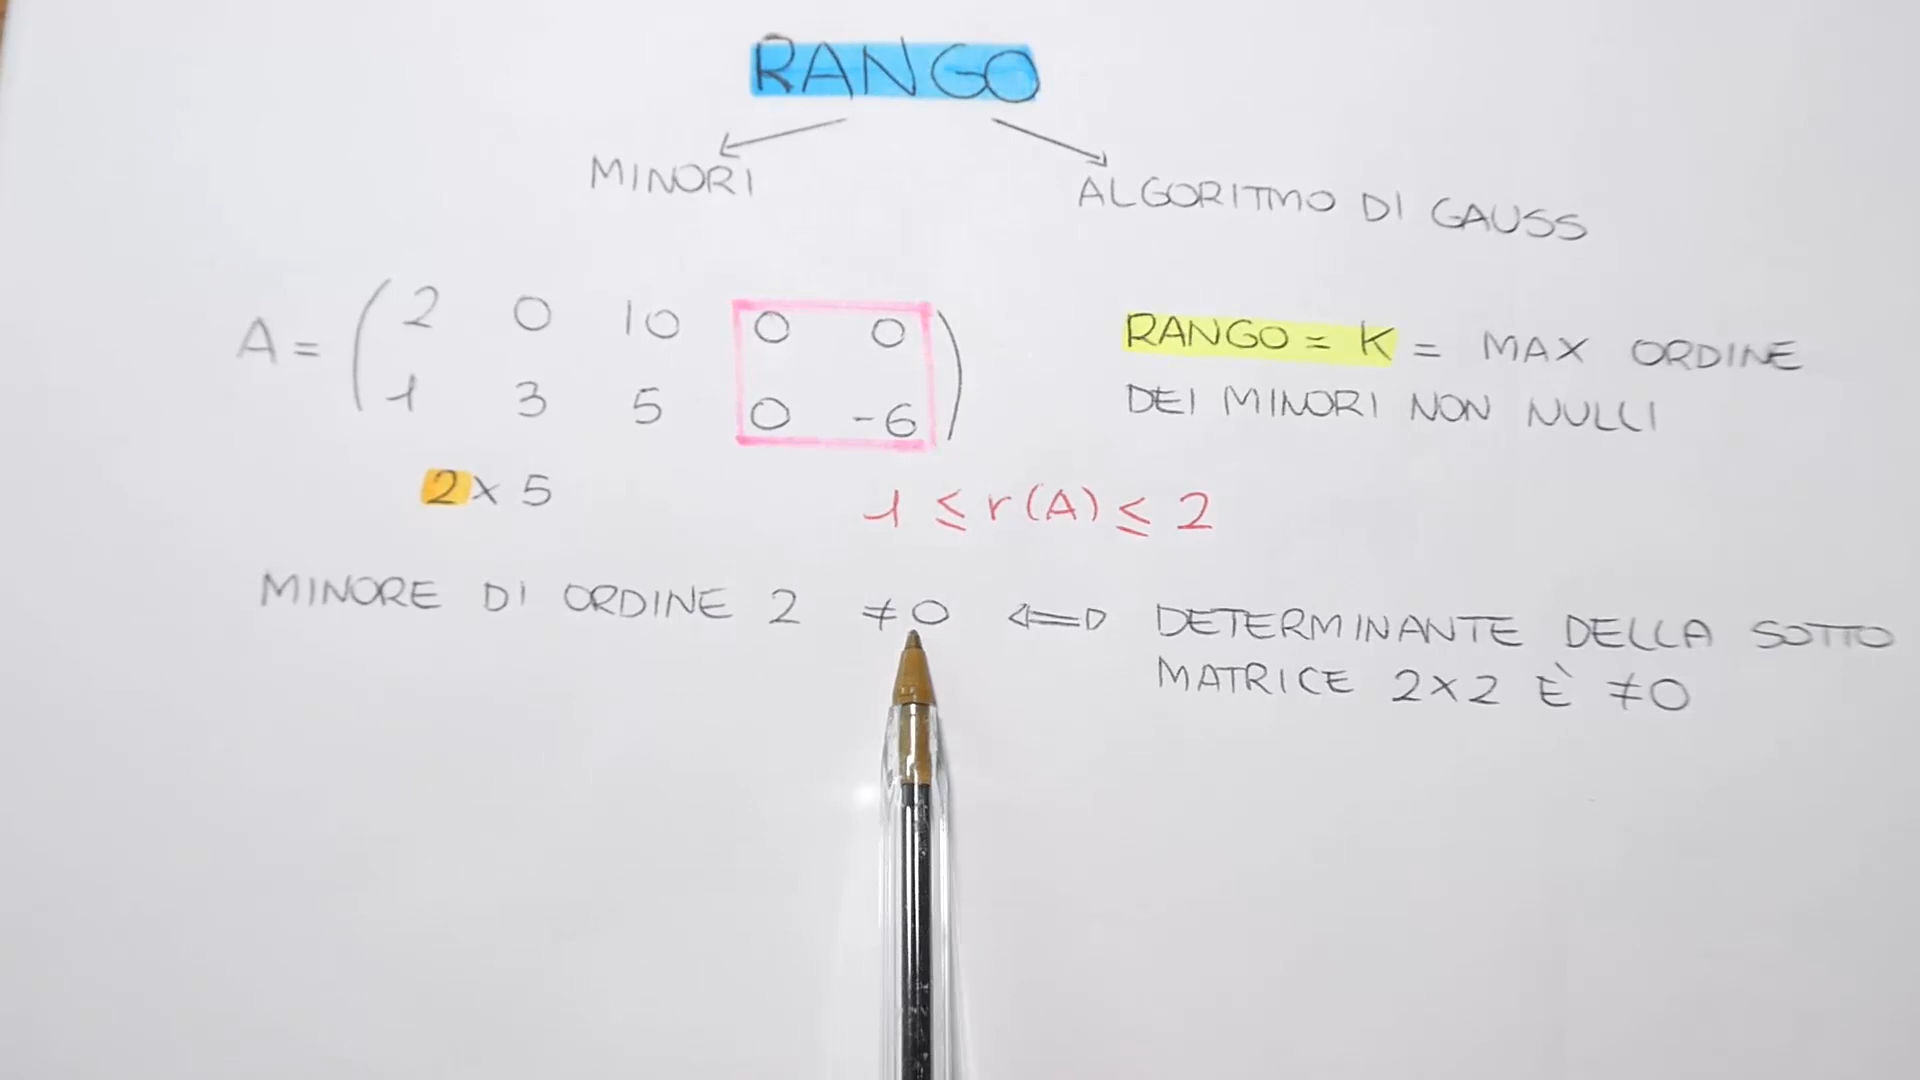 RANGO
MINORI
ALGORITMO DI GAUSS
A = ( 2 0 10 0 0
1 3 5 0 -6 )
RANGO = K = MAX ORDINE
DEI MINORI NON NULLI
2 x 5
1 ≤ r(A) ≤ 2
MINORE DI ORDINE 2 ≠0 <=> DETERMINANTE DELLA SOTTO
MATRICE 2x2 È ≠0